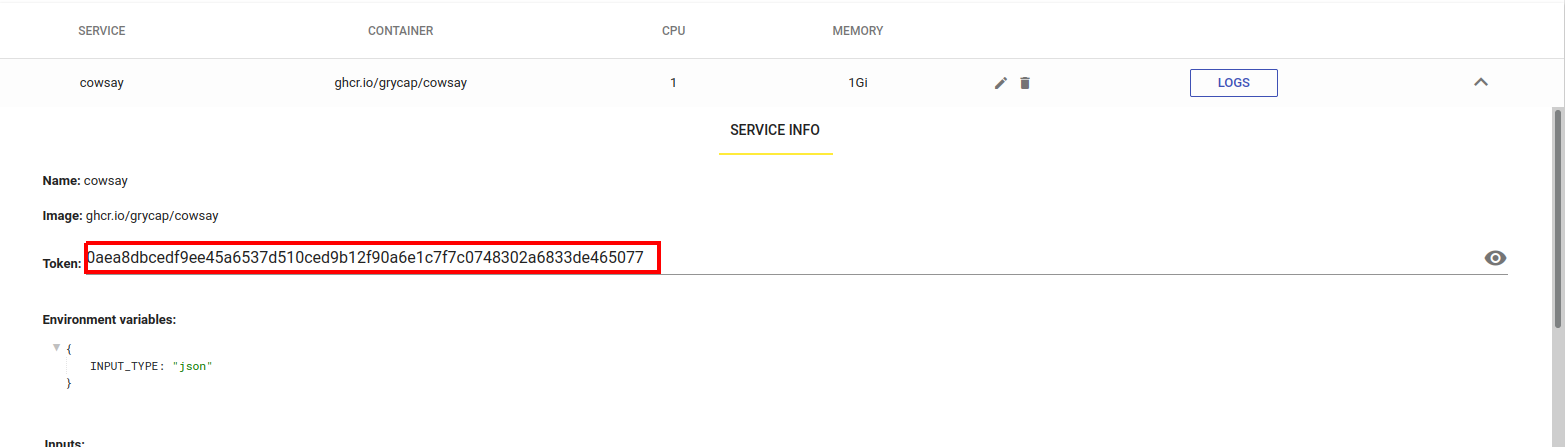 SERVICE CONTAINER CPU MEMORY
cowsay ghcr.io/grycap/cowsay 1 1Gi LOGS
SERVICE INFO
Name: cowsay
Image: ghcr.io/grycap/cowsay
Token: 0aea8dbcedf9ee45a6537d510ced9b12f90a6e1c7f7c0748302a6833de465077
Environment variables:
{
INPUT_TYPE: "json"
}
Inputs: